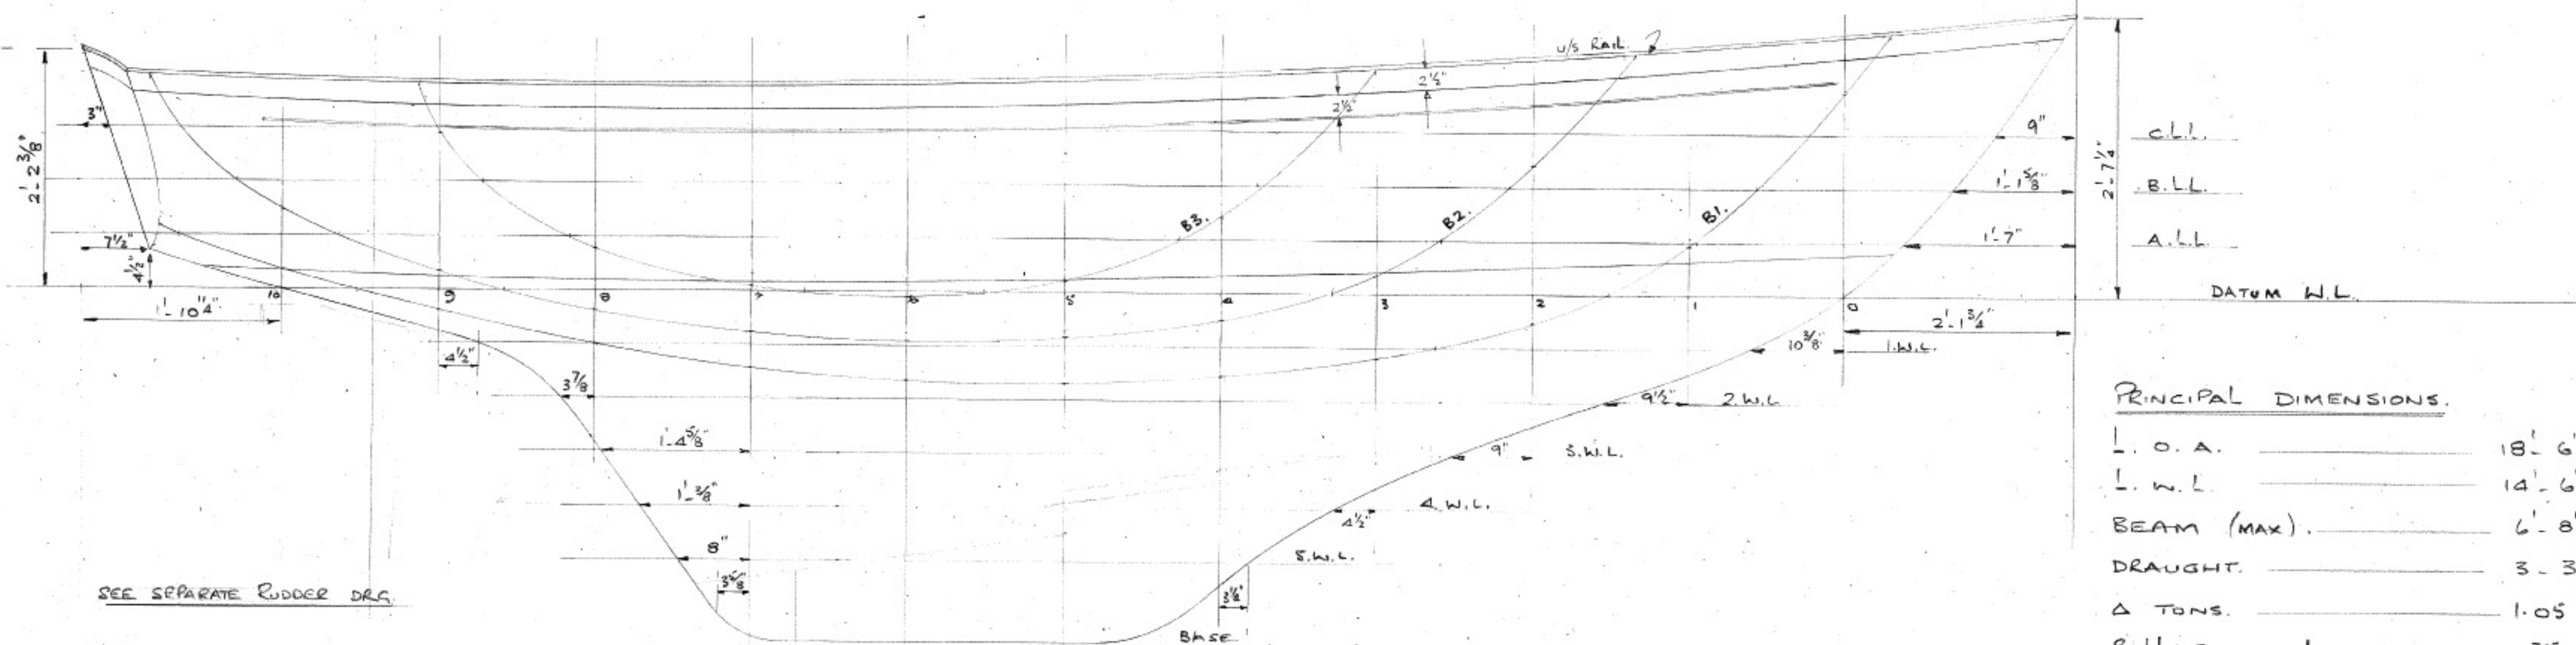 U/S RAIL.
2½"
2½"
3"
2'-2⅜"
9"
C.L.L.
2'-7¼"
1'-1⅝"
B.L.L.
B3.
B2.
B1.
7½"
1'-7"
A.L.L.
4½"
10 9 8 7 6 5 4 3 2 1 0
DATUM W.L.
1'-10¼"
2'-1¾"
4½"
10⅜"
1.W.L.
3⅞
9½"
2.W.L.
PRINCIPAL DIMENSIONS.
1'-4⅝"
9"
3.W.L.
L.O.A. 18'-6
L.W.L. 14'-6
1'-⅜"
4½"
4.W.L.
BEAM (MAX). 6'-8
8"
5.W.L.
DRAUGHT. 3-3
3⅝"
3½"
SEE SEPARATE RUDDER DRG.
Δ TONS. 1.05
BASE